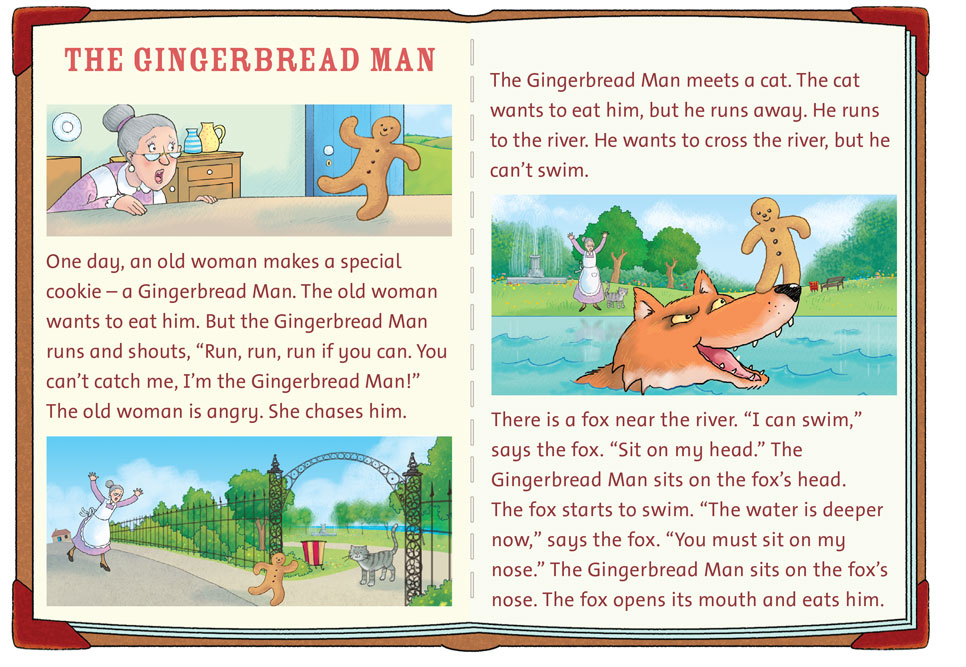 THE GINGERBREAD MAN
One day, an old woman makes a special
cookie – a Gingerbread Man. The old woman
wants to eat him. But the Gingerbread Man
runs and shouts, “Run, run, run if you can. You
can’t catch me, I’m the Gingerbread Man!”
The old woman is angry. She chases him.
The Gingerbread Man meets a cat. The cat
wants to eat him, but he runs away. He runs
to the river. He wants to cross the river, but he
can’t swim.
There is a fox near the river. “I can swim,”
says the fox. “Sit on my head.” The
Gingerbread Man sits on the fox’s head.
The fox starts to swim. “The water is deeper
now,” says the fox. “You must sit on my
nose.” The Gingerbread Man sits on the fox’s
nose. The fox opens its mouth and eats him.